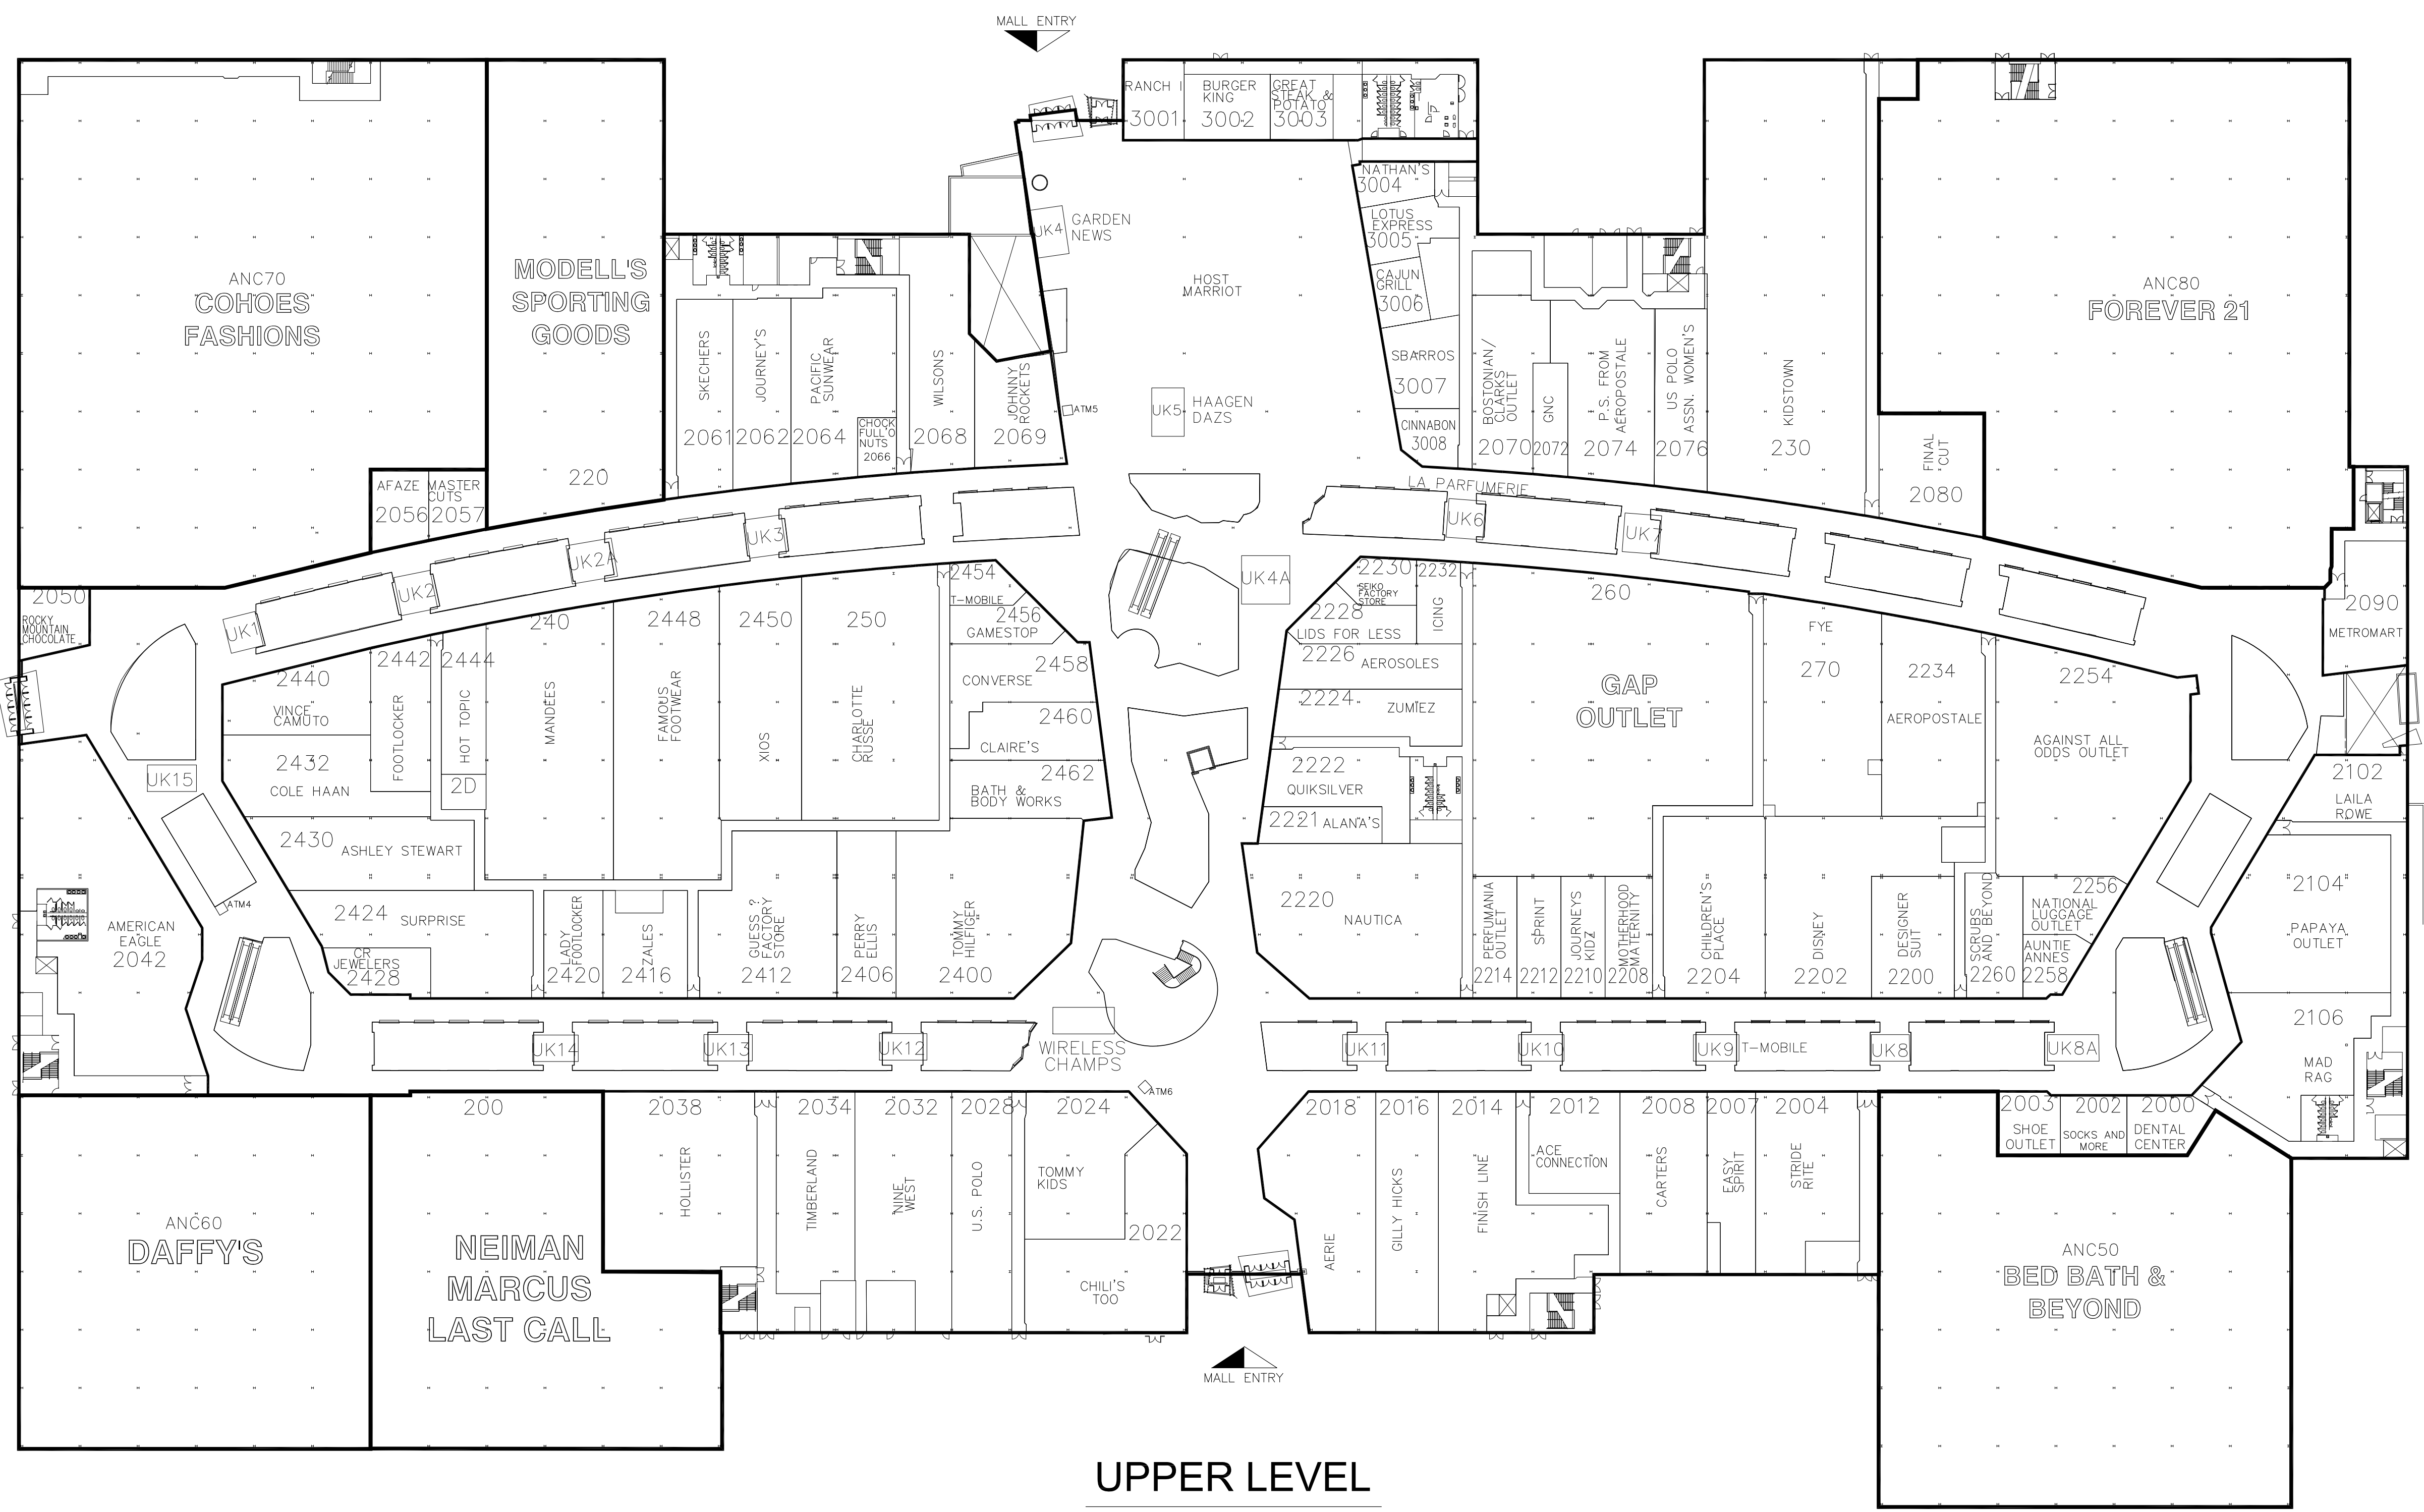 MALL ENTRY
RANCH I
3001
BURGER
KING
3002
GREAT
STEAK &
POTATO
3003
NATHAN'S
3004
LOTUS
EXPRESS
3005
CAJUN
GRILL
3006
SBARROS
3007
CINNABON
3008
UK4
GARDEN
NEWS
HOST
MARRIOT
UK5
HAAGEN
DAZS
ATM5
ANC70
COHOES
FASHIONS
MODELL'S
SPORTING
GOODS
220
AFAZE
2056
MASTER
CUTS
2057
SKECHERS
2061
JOURNEY'S
2062
PACIFIC
SUNWEAR
2064
CHOCK
FULL'O
NUTS
2066
WILSONS
2068
JOHNNY
ROCKETS
2069
BOSTONIAN/
CLARKS
OUTLET
2070
GNC
2072
P.S. FROM
AEROPOSTALE
2074
US POLO
ASSN. WOMEN'S
2076
KIDSTOWN
230
FINAL
CUT
2080
ANC80
FOREVER 21
LA PARFUMERIE
UK1
UK2
UK2A
UK3
UK4A
UK6
UK7
2050
ROCKY
MOUNTAIN
CHOCOLATE
2090
METROMART
2440
VINCE
CAMUTO
2432
COLE HAAN
2430
ASHLEY STEWART
2424
SURPRISE
CR
JEWELERS
2428
2442
FOOTLOCKER
2444
HOT TOPIC
2D
240
MANDEES
2448
FAMOUS
FOOTWEAR
2450
XIOS
250
CHARLOTTE
RUSSE
2454
T-MOBILE
2456
GAMESTOP
2458
CONVERSE
2460
CLAIRE'S
2462
BATH &
BODY WORKS
LADY
FOOTLOCKER
2420
ZALES
2416
GUESS ?
FACTORY
STORE
2412
PERRY
ELLIS
2406
TOMMY
HILFIGER
2400
2230
SEIKO
FACTORY
STORE
2232
ICING
2228
LIDS FOR LESS
2226
AEROSOLES
2224
ZUMIEZ
2222
QUIKSILVER
2221
ALANA'S
2220
NAUTICA
260
GAP
OUTLET
FYE
270
2234
AEROPOSTALE
2254
AGAINST ALL
ODDS OUTLET
PERFUMANIA
OUTLET
2214
SPRINT
2212
JOURNEYS
KIDZ
2210
MOTHERHOOD
MATERNITY
2208
CHILDREN'S
PLACE
2204
DISNEY
2202
DESIGNER
SUIT
2200
SCRUBS
AND BEYOND
2260
2256
NATIONAL
LUGGAGE
OUTLET
AUNTIE
ANNES
2258
2102
LAILA
ROWE
2104
PAPAYA
OUTLET
2106
MAD
RAG
UK15
ATM4
AMERICAN
EAGLE
2042
UK14
UK13
UK12
WIRELESS
CHAMPS
ATM6
UK11
UK10
UK9
T-MOBILE
UK8
UK8A
ANC60
DAFFY'S
200
NEIMAN
MARCUS
LAST CALL
2038
HOLLISTER
2034
TIMBERLAND
2032
NINE
WEST
2028
U.S. POLO
2024
TOMMY
KIDS
2022
CHILI'S
TOO
2018
AERIE
2016
GILLY HICKS
2014
FINISH LINE
2012
ACE
CONNECTION
2008
CARTERS
2007
EASY
SPIRIT
2004
STRIDE
RITE
2003
SHOE
OUTLET
2002
SOCKS AND
MORE
2000
DENTAL
CENTER
ANC50
BED BATH &
BEYOND
MALL ENTRY
UPPER LEVEL